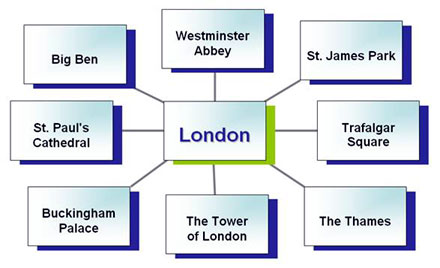 Westminster
Abbey
Big Ben
St. James Park
St. Paul's
Cathedral
London
Trafalgar
Square
Buckingham
Palace
The Tower
of London
The Thames